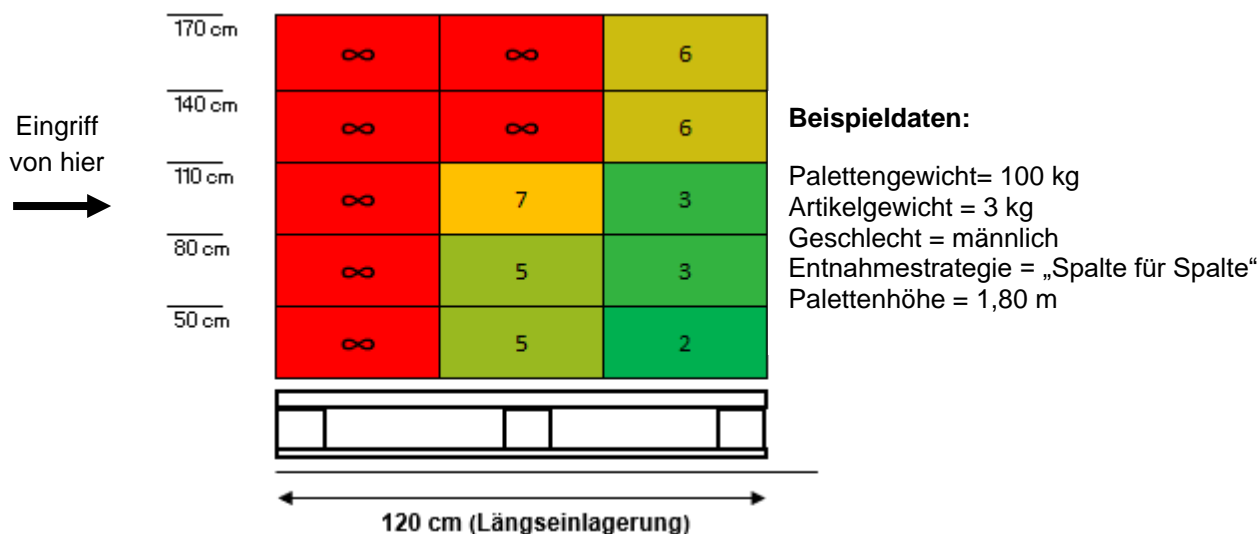 170 cm
∞ ∞ 6
140 cm
∞ ∞ 6
Eingriff
von hier
110 cm
∞ 7 3
80 cm
∞ 5 3
50 cm
∞ 5 2
120 cm (Längseinlagerung)
Beispieldaten:
Palettengewicht= 100 kg
Artikelgewicht = 3 kg
Geschlecht = männlich
Entnahmestrategie = „Spalte für Spalte“
Palettenhöhe = 1,80 m